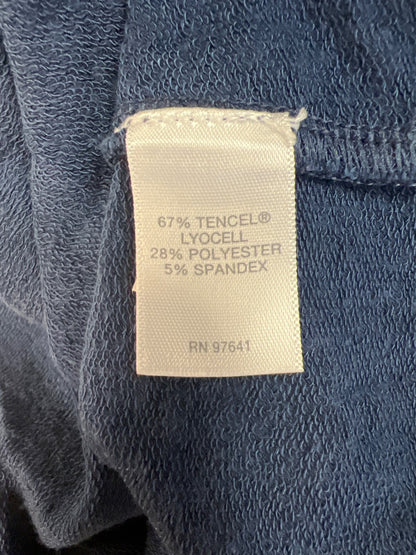 67% TENCEL®
LYOCELL
28% POLYESTER
5% SPANDEX
RN 97641